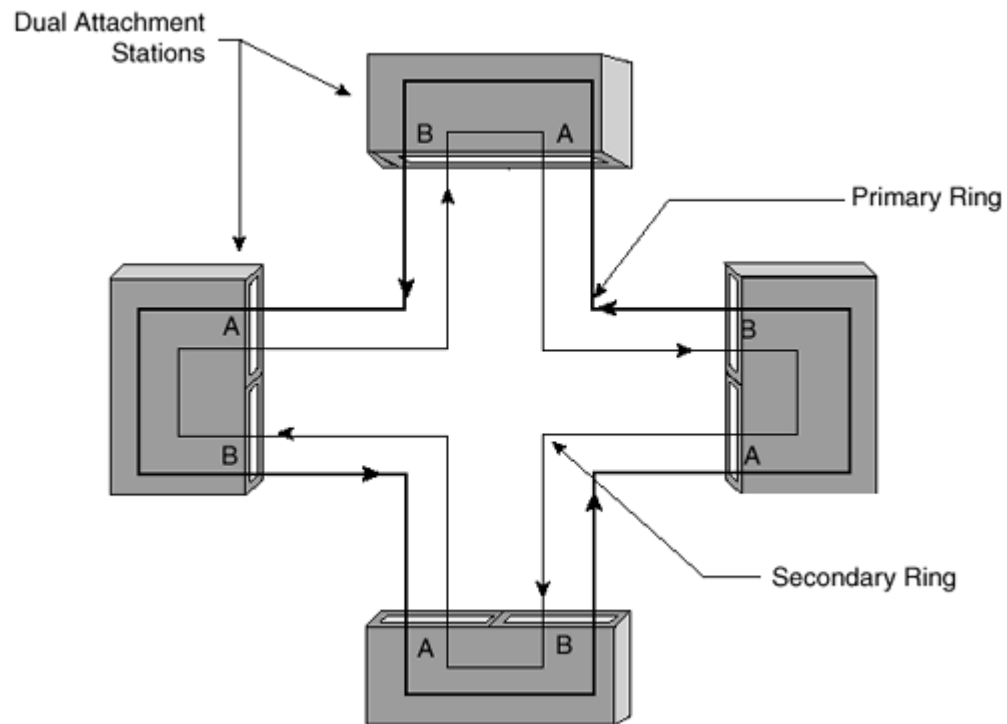 Dual Attachment
Stations
B A
Primary Ring
A
B
B
A
Secondary Ring
A B